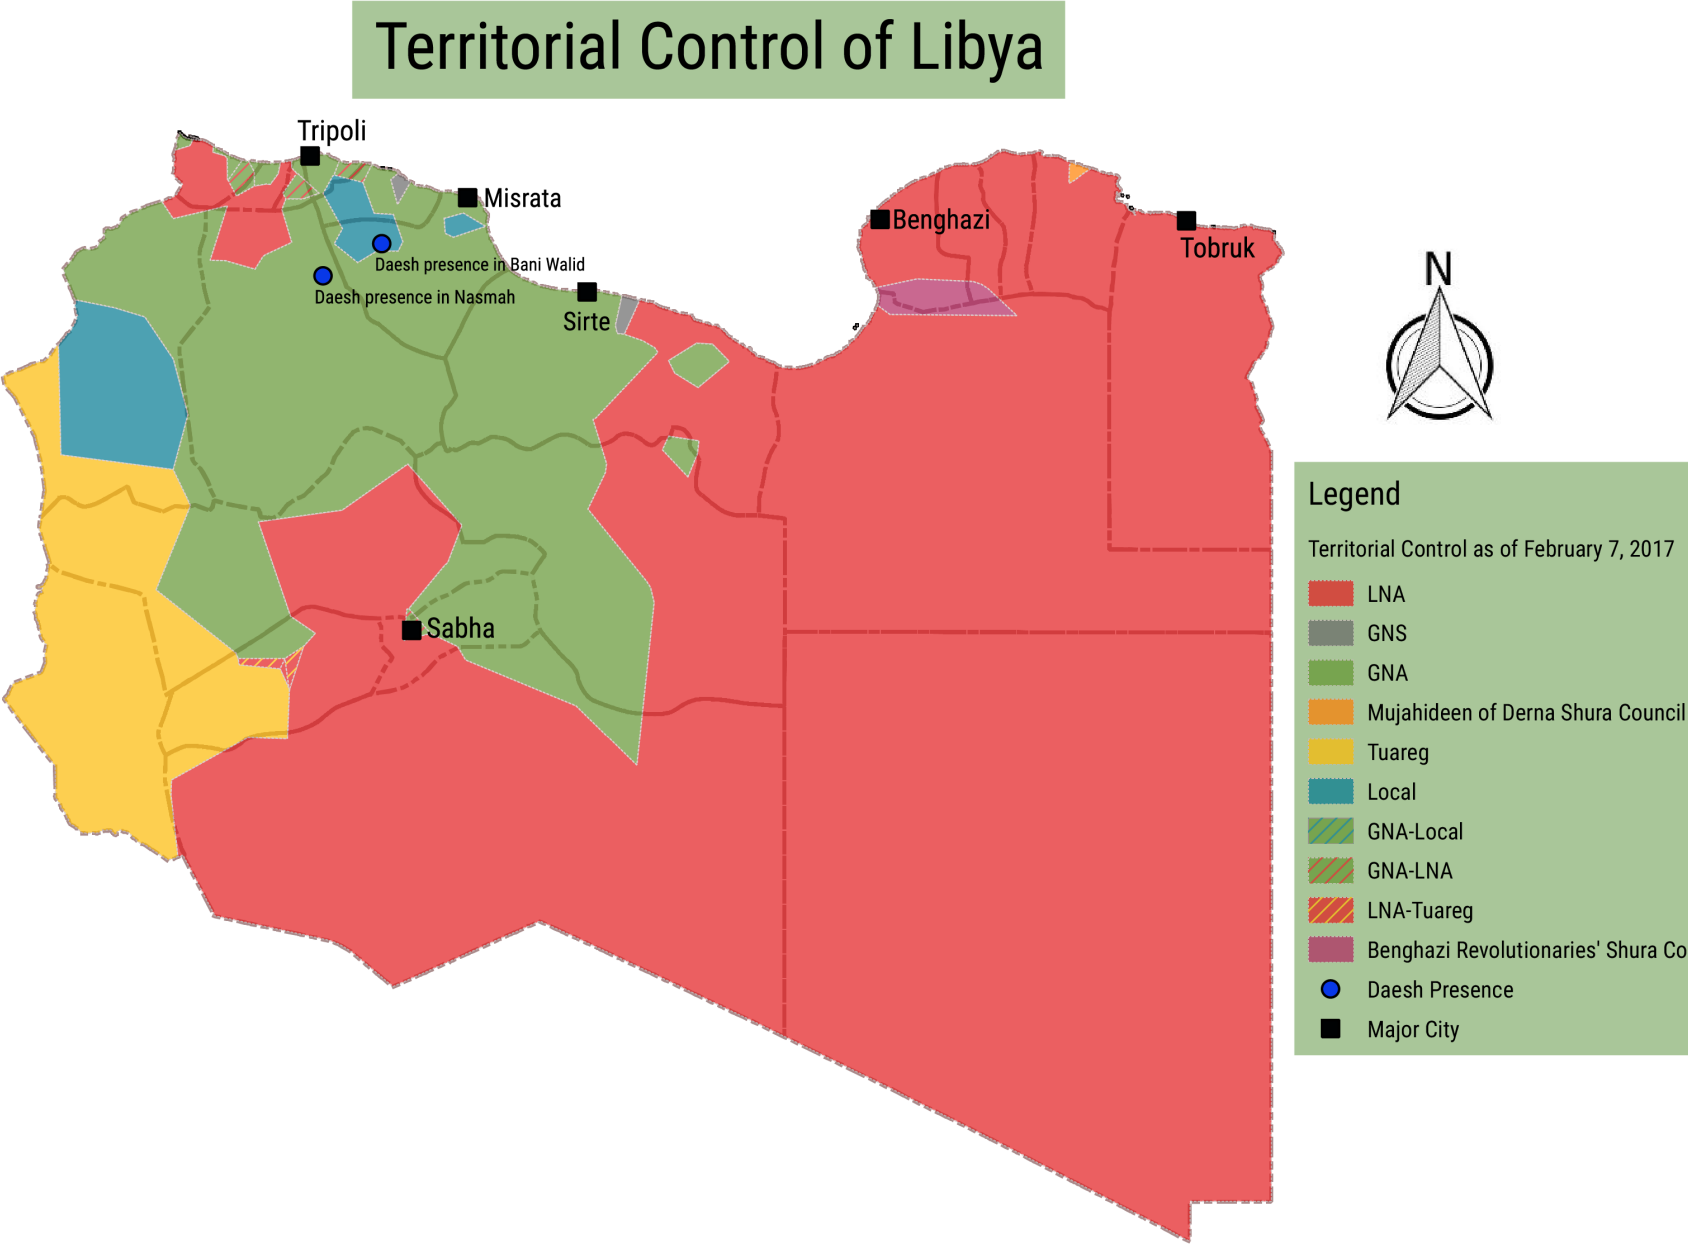 Territorial Control of Libya
Tripoli
Misrata
Benghazi
Tobruk
Daesh presence in Bani Walid
Daesh presence in Nasmah
Sirte
Sabha
N
Legend
Territorial Control as of February 7, 2017
LNA
GNS
GNA
Mujahideen of Derna Shura Council
Tuareg
Local
GNA-Local
GNA-LNA
LNA-Tuareg
Benghazi Revolutionaries' Shura Co
Daesh Presence
Major City